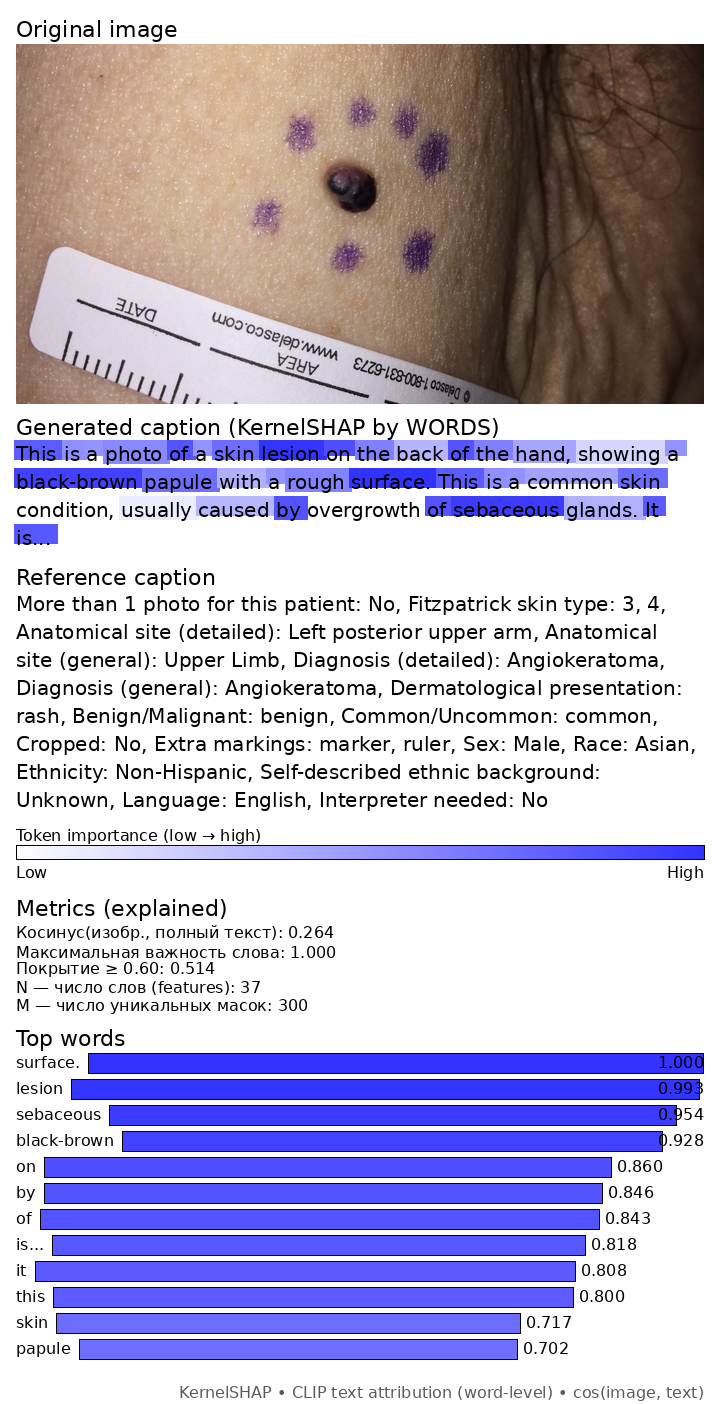 Original image
DATE
www.delasco.com
AREA
© Delasco 1-800-831-6273
Generated caption (KernelSHAP by WORDS)
This is a photo of a skin lesion on the back of the hand, showing a
black-brown papule with a rough surface. This is a common skin
condition, usually caused by overgrowth of sebaceous glands. It
is...
Reference caption
More than 1 photo for this patient: No, Fitzpatrick skin type: 3, 4,
Anatomical site (detailed): Left posterior upper arm, Anatomical
site (general): Upper Limb, Diagnosis (detailed): Angiokeratoma,
Diagnosis (general): Angiokeratoma, Dermatological presentation:
rash, Benign/Malignant: benign, Common/Uncommon: common,
Cropped: No, Extra markings: marker, ruler, Sex: Male, Race: Asian,
Ethnicity: Non-Hispanic, Self-described ethnic background:
Unknown, Language: English, Interpreter needed: No
Token importance (low → high)
Low High
Metrics (explained)
Косинус(изобр., полный текст): 0.264
Максимальная важность слова: 1.000
Покрытие ≥ 0.60: 0.514
N — число слов (features): 37
M — число уникальных масок: 300
Top words
surface. 1.000
lesion 0.993
sebaceous 0.954
black-brown 0.928
on 0.860
by 0.846
of 0.843
is... 0.818
it 0.808
this 0.800
skin 0.717
papule 0.702
KernelSHAP • CLIP text attribution (word-level) • cos(image, text)